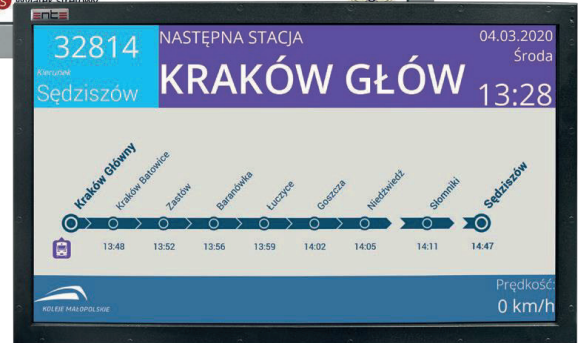 ENTE
32814
Kierunek
Sędziszów
NASTĘPNA STACJA
KRAKÓW GŁÓW
04.03.2020
Środa
13:28
Kraków Główny
Kraków Batowice
Zastów
Baranówka
Łuczyce
Goszcza
Niedźwiedź
Słomniki
Sędziszów
13:48
13:52
13:56
13:59
14:02
14:05
14:11
14:47
KOLEJE MAŁOPOLSKIE
Prędkość:
0 km/h